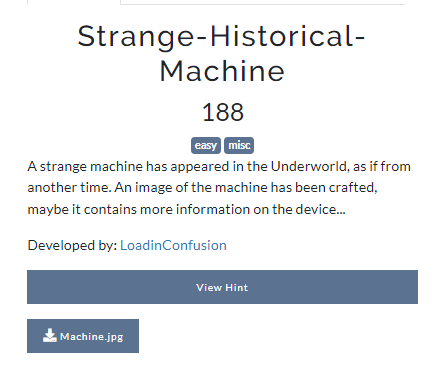 Strange-Historical-
Machine
188
easy misc
A strange machine has appeared in the Underworld, as if from
another time. An image of the machine has been crafted,
maybe it contains more information on the device...
Developed by: LoadinConfusion
View Hint
Machine.jpg